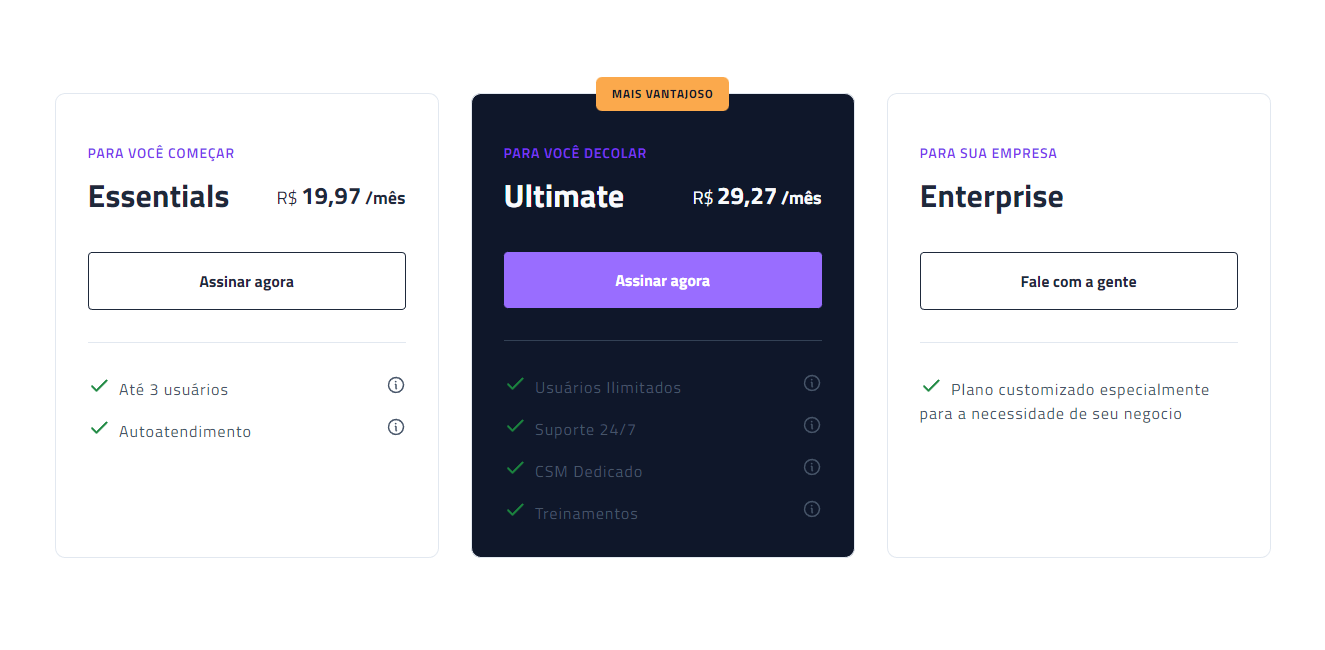 PARA VOCÊ COMEÇAR
Essentials
R$ 19,97 /mês
Assinar agora
Até 3 usuários
Autoatendimento
MAIS VANTAJOSO
PARA VOCÊ DECOLAR
Ultimate
R$ 29,27 /mês
Assinar agora
Usuários Ilimitados
Suporte 24/7
CSM Dedicado
Treinamentos
PARA SUA EMPRESA
Enterprise
Fale com a gente
Plano customizado especialmente
para a necessidade de seu negocio